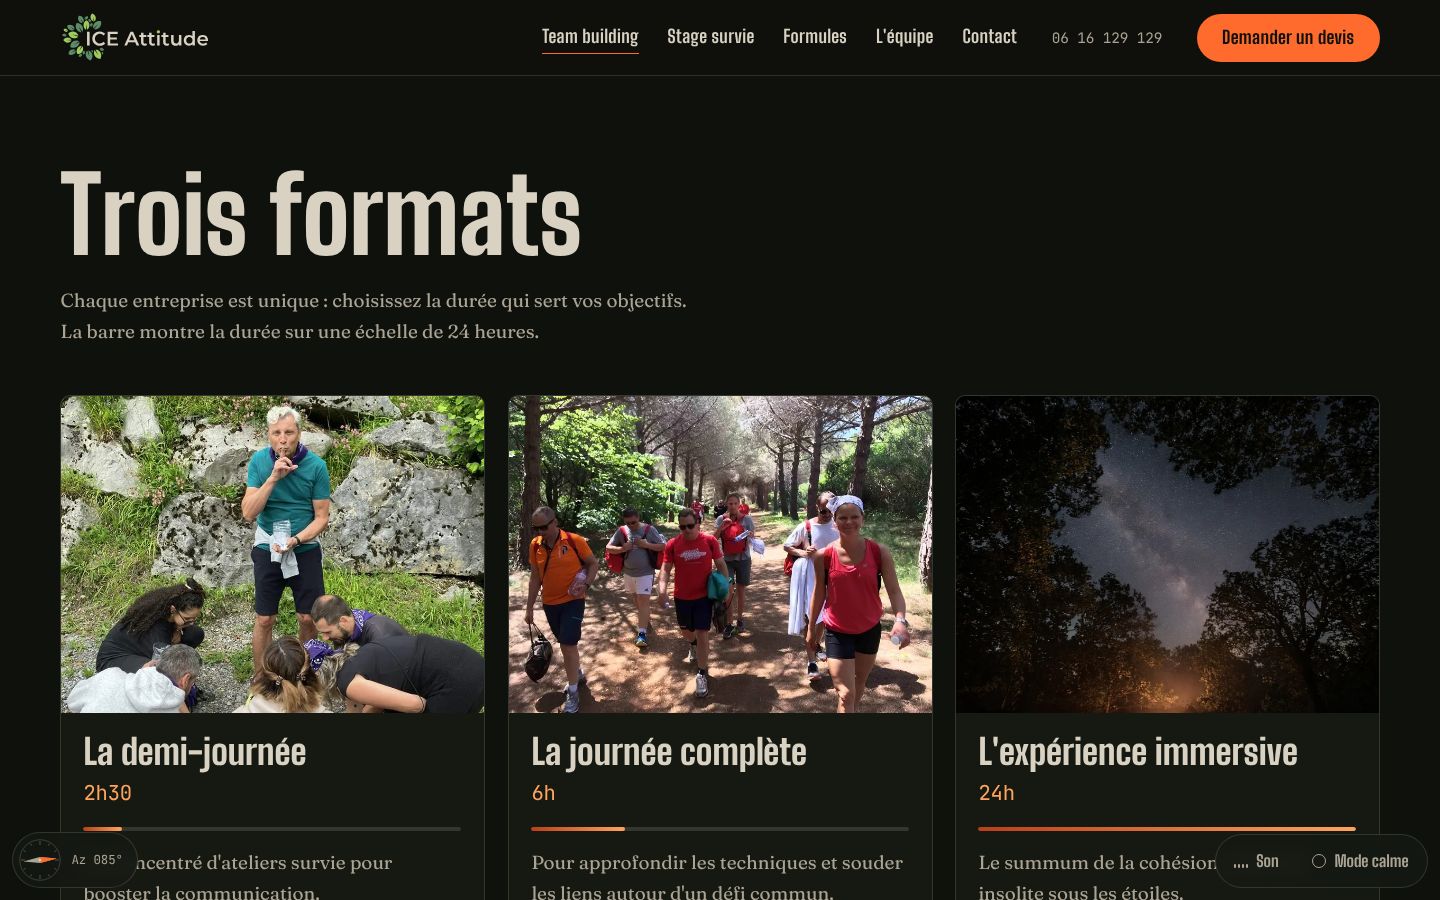 ICE Attitude
Team building
Stage survie
Formules
L'équipe
Contact
06 16 129 129
Demander un devis
Trois formats
Chaque entreprise est unique : choisissez la durée qui sert vos objectifs.
La barre montre la durée sur une échelle de 24 heures.
La demi-journée
2h30
d'ateliers survie pour
booster la communication.
La journée complète
6h
Pour approfondir les techniques et souder
les liens autour d'un défi commun.
L'expérience immersive
24h
Le summum de la cohésion
insolite sous les étoiles.
Az 085°
Son
Mode calme